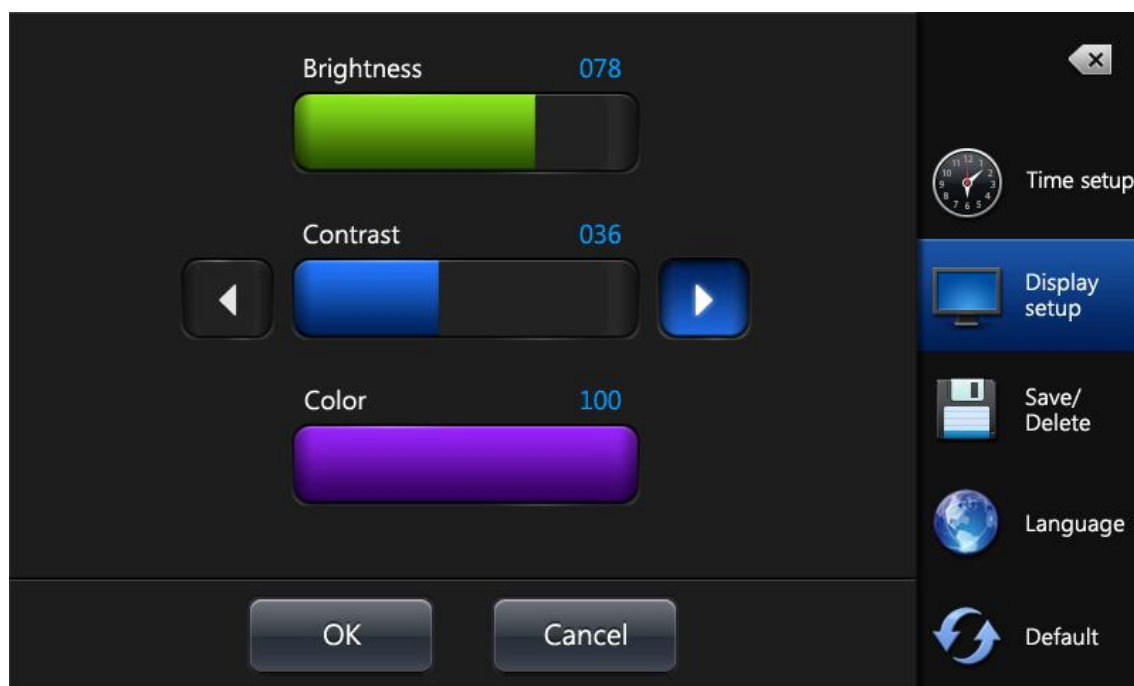 Brightness 078
Contrast 036
Color 100
OK Cancel
Time setup
Display
setup
Save/
Delete
Language
Default